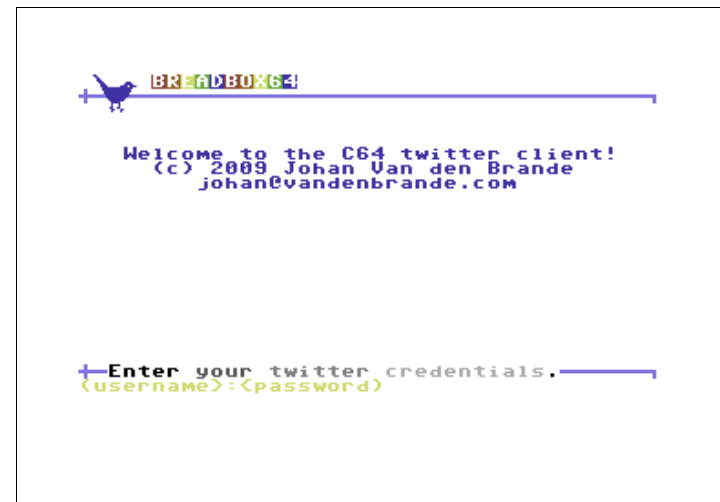 BREADBOX64
Welcome to the C64 twitter client!
(c) 2009 Johan Van den Brande
johan@vandenbrande.com
Enter your twitter credentials.
(username):(password)